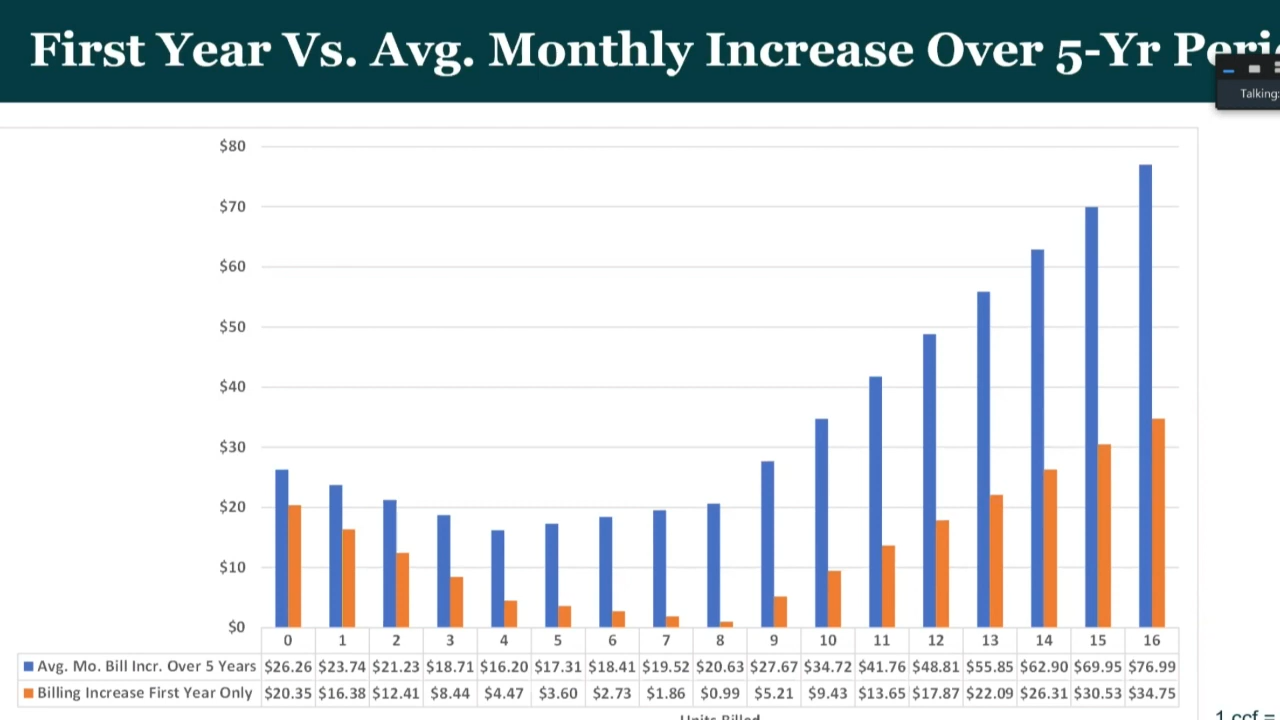 First Year Vs. Avg. Monthly Increase Over 5-Yr
Talking:
$80
$70
$60
$50
$40
$30
$20
$10
$0
0 1 2 3 4 5 6 7 8 9 10 11 12 13 14 15 16
Avg. Mo. Bill Incr. Over 5 Years $26.26 $23.74 $21.23 $18.71 $16.20 $17.31 $18.41 $19.52 $20.63 $27.67 $34.72 $41.76 $48.81 $55.85 $62.90 $69.95 $76.99
Billing Increase First Year Only $20.35 $16.38 $12.41 $8.44 $4.47 $3.60 $2.73 $1.86 $0.99 $5.21 $9.43 $13.65 $17.87 $22.09 $26.31 $30.53 $34.75
Units Billed
1 ccf =